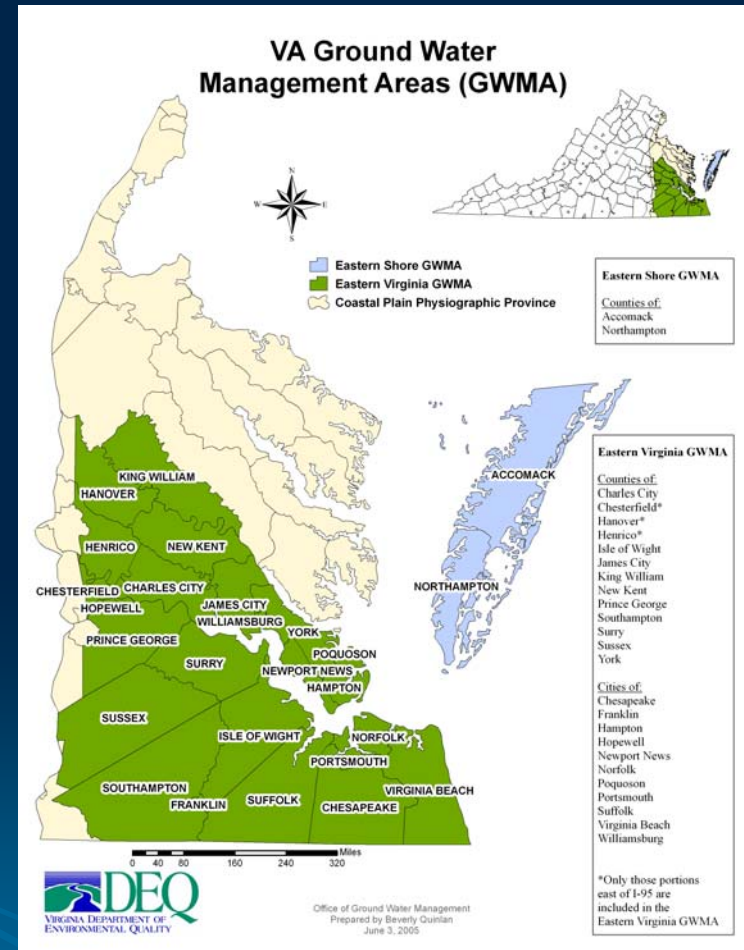 VA Ground Water
Management Areas (GWMA)
N
W E
S
Eastern Shore GWMA
Eastern Virginia GWMA
Coastal Plain Physiographic Province
Eastern Shore GWMA
Counties of:
Accomack
Northampton
ACCOMACK
NORTHAMPTON
KING WILLIAM
HANOVER
HENRICO
NEW KENT
CHESTERFIELD
CHARLES CITY
HOPEWELL
JAMES CITY
WILLIAMSBURG
YORK
PRINCE GEORGE
POQUOSON
SURRY
NEWPORT NEWS
HAMPTON
SUSSEX
ISLE OF WIGHT
NORFOLK
PORTSMOUTH
SOUTHAMPTON
FRANKLIN
SUFFOLK
CHESAPEAKE
VIRGINIA BEACH
Eastern Virginia GWMA
Counties of:
Charles City
Chesterfield*
Hanover*
Henrico*
Isle of Wight
James City
King William
New Kent
Prince George
Southampton
Surry
Sussex
York
Cities of:
Chesapeake
Franklin
Hampton
Hopewell
Newport News
Norfolk
Poquoson
Portsmouth
Suffolk
Virginia Beach
Williamsburg
*Only those portions
east of I-95 are
included in the
Eastern Virginia GWMA
Miles
0 40 80 160 240 320
DEQ
VIRGINIA DEPARTMENT OF
ENVIRONMENTAL QUALITY
Office of Ground Water Management
Prepared by Beverly Quinlan
June 3, 2005